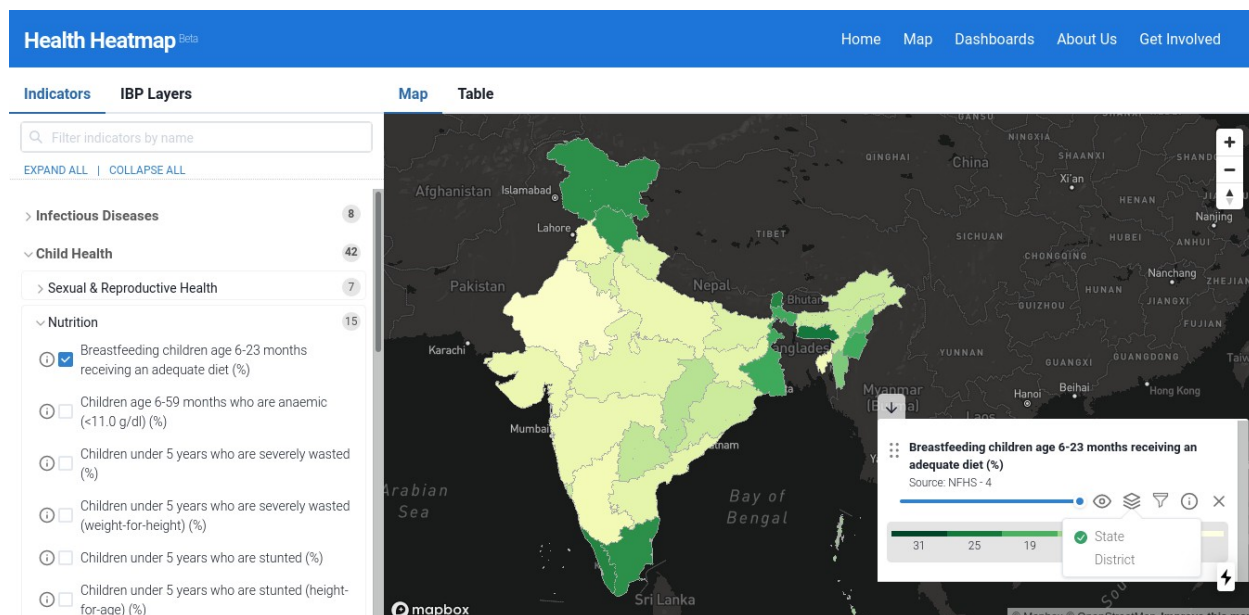 Health Heatmap Beta
Home Map Dashboards About Us Get Involved
Indicators IBP Layers
Filter indicators by name
EXPAND ALL | COLLAPSE ALL
Infectious Diseases 8
Child Health 42
Sexual & Reproductive Health 7
Nutrition 15
Breastfeeding children age 6-23 months
receiving an adequate diet (%)
Children age 6-59 months who are anaemic
(<11.0 g/dl) (%)
Children under 5 years who are severely wasted
(%)
Children under 5 years who are severely wasted
(weight-for-height) (%)
Children under 5 years who are stunted (%)
Children under 5 years who are stunted (height-
for-age) (%)
Map Table
GANSU
NINGXIA
QINGHAI
China
SHAANXI
SHAND
Afghanistan
Islamabad
Xi'an
HENAN
Nanjing
Lahore
TIBET
SICHUAN
HUBEI
ANHUI
CHONGQING
Nanchang
ZHEJIAN
Pakistan
Nepal
Bhutan
HUNAN
JIANGXI
GUIZHOU
FUJIAN
Karachi
anglades
YUNNAN
GUANGXI
GUANGDONG
Taiw
Myanmar
Hanoi
Beihai
Hong Kong
Laos
Mumbai
Arabian
Sea
Bay of
Bengal
Sri Lanka
mapbox
Breastfeeding children age 6-23 months receiving an
adequate diet (%)
Source: NFHS - 4
31 25 19
State
District